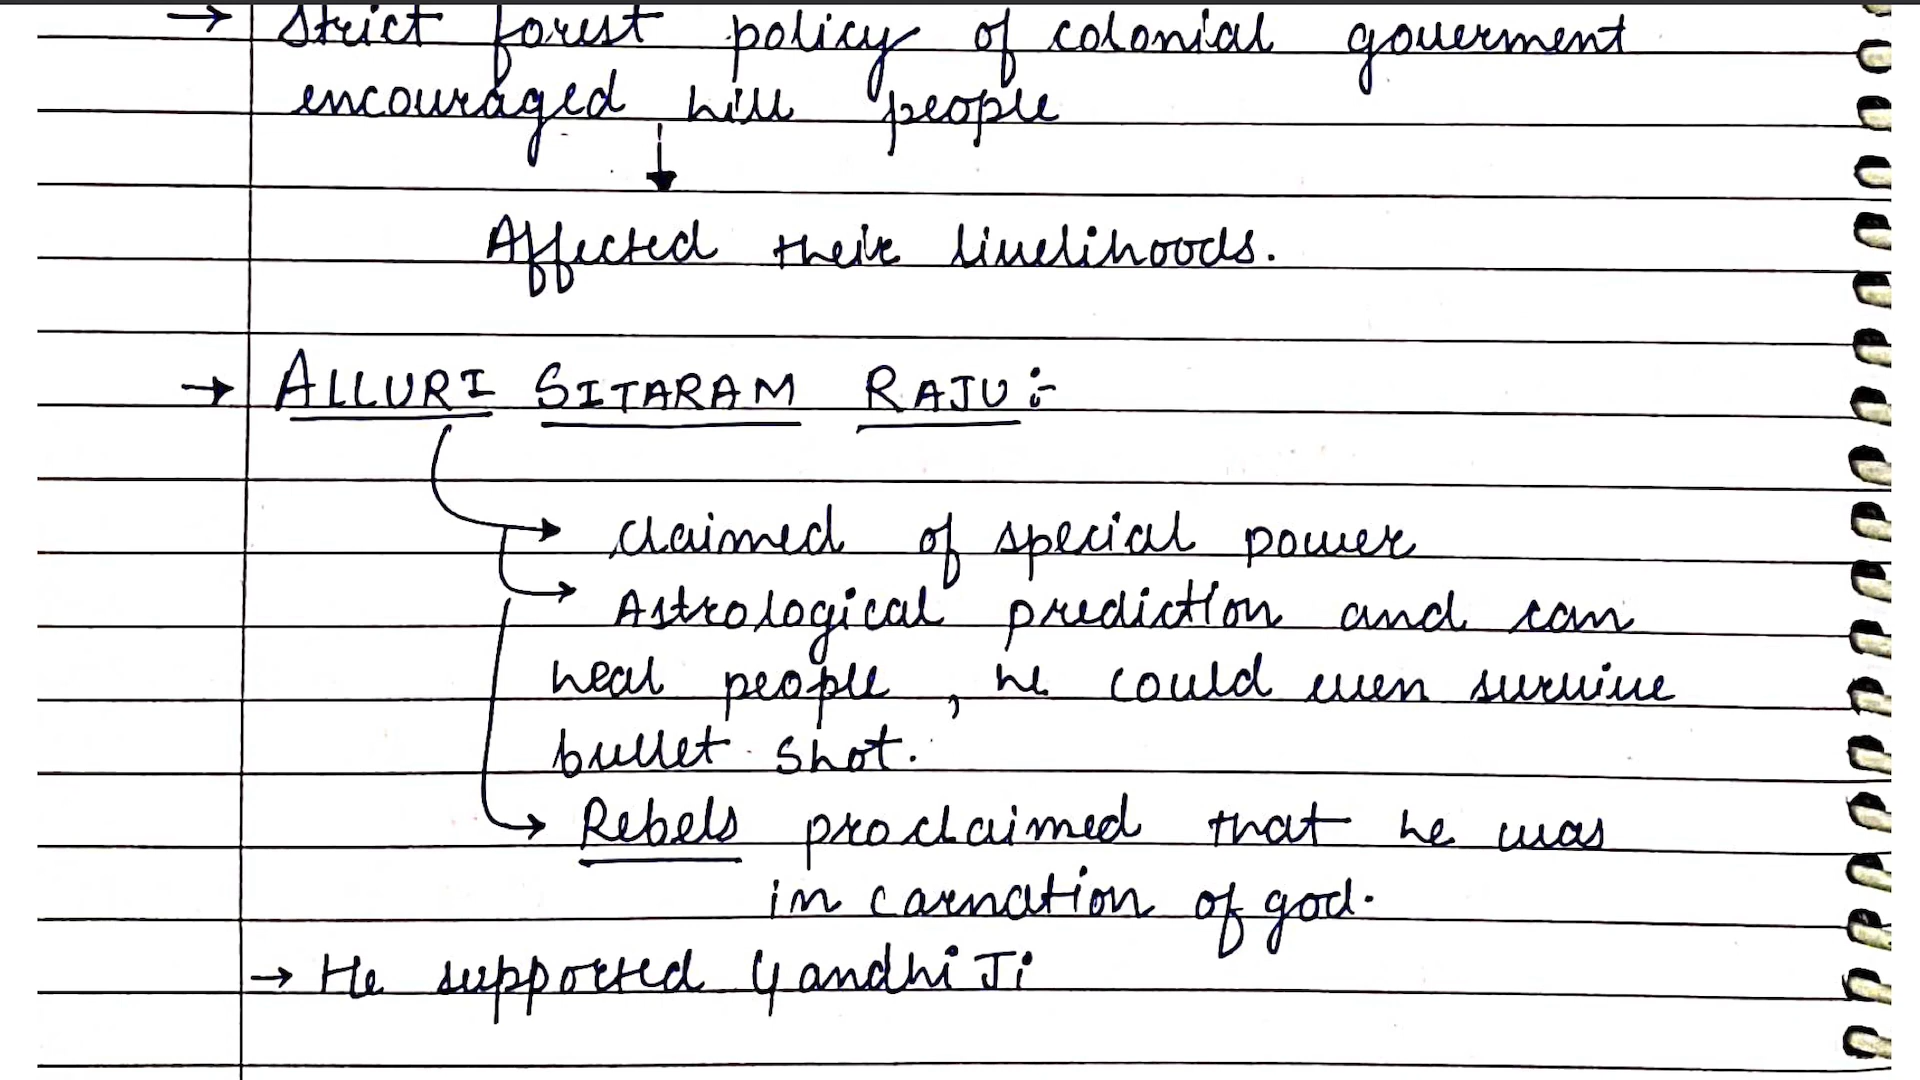 → Strict forest policy of colonial gouerment
encouraged hill people
↓
Affected their livelihoods.
→ ALLURI SITARAM RAJU :-
→ claimed of special power
→ Astrological prediction and can
heal people, he could even survive
bullet shot.
→ Rebels proclaimed that he was
in carnation of god.
→ He supported Gandhi Ji